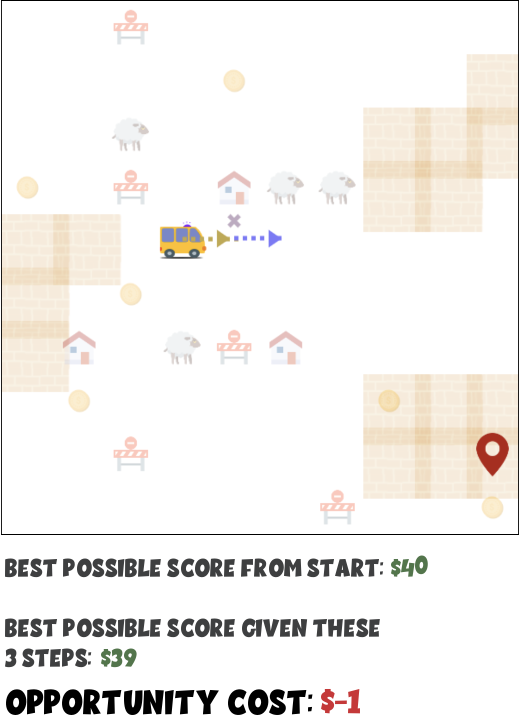 BEST POSSIBLE SCORE FROM START: $40
BEST POSSIBLE SCORE GIVEN THESE
3 STEPS: $39
OPPORTUNITY COST: $-1